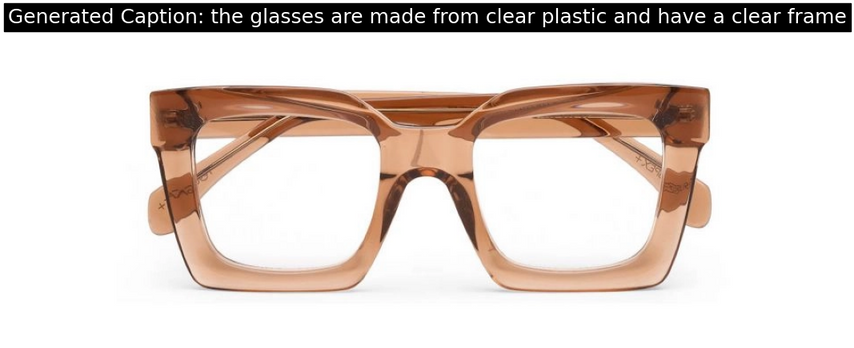 Generated Caption: the glasses are made from clear plastic and have a clear frame